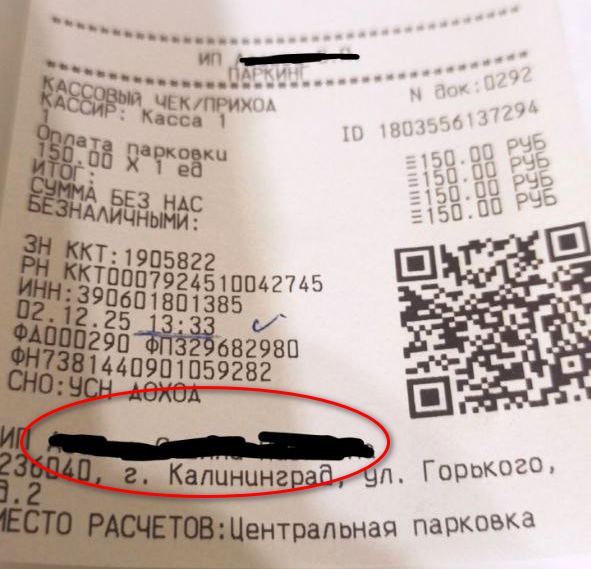 ИП
ПАРКИНГ
КАССОВЫЙ ЧЕК/ПРИХОД
N док:0292
КАССИР: Касса 1
ID 1803556137294
1
Оплата парковки
≡150.00 РУБ
150.00 X 1 ед
≡150.00 РУБ
ИТОГ:
≡150.00 РУБ
СУММА БЕЗ НДС
≡150.00 РУБ
БЕЗНАЛИЧНЫМИ:
ЗН ККТ:1905822
РН ККТ0007924510042745
ИНН:390601801385
02.12.25 13:33
ФД000290 ФП329682980
ФН7381440901059282
СНО:УСН ДОХОД
ИП
236040, г. Калининград, ул. Горького,
д.2
МЕСТО РАСЧЕТОВ:Центральная парковка